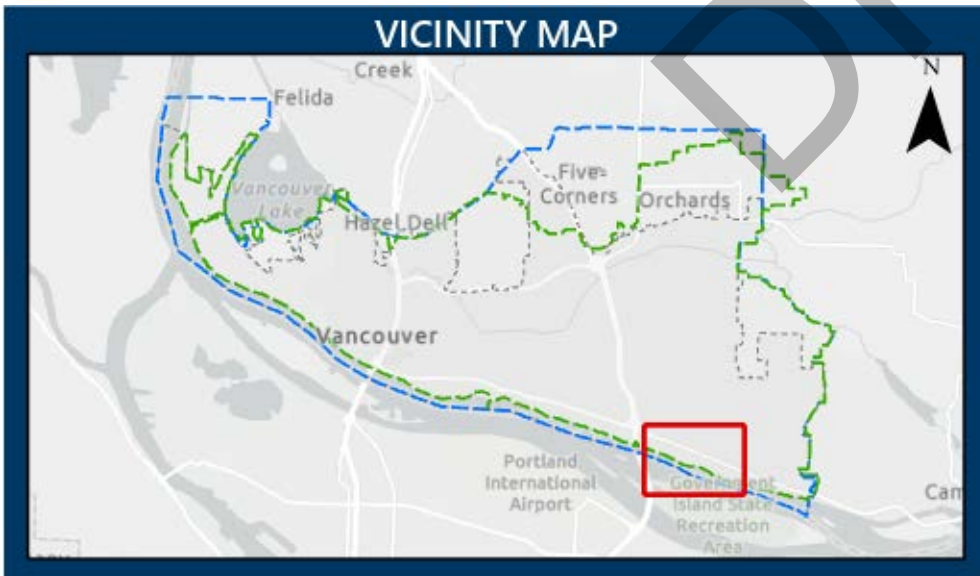 VICINITY MAP
N
Creek
Felida
Five
Corners
Vancouver
Lake
Orchards
Hazel Dell
Vancouver
Portland
International
Airport
Government
Island State
Recreation
Area
Cam